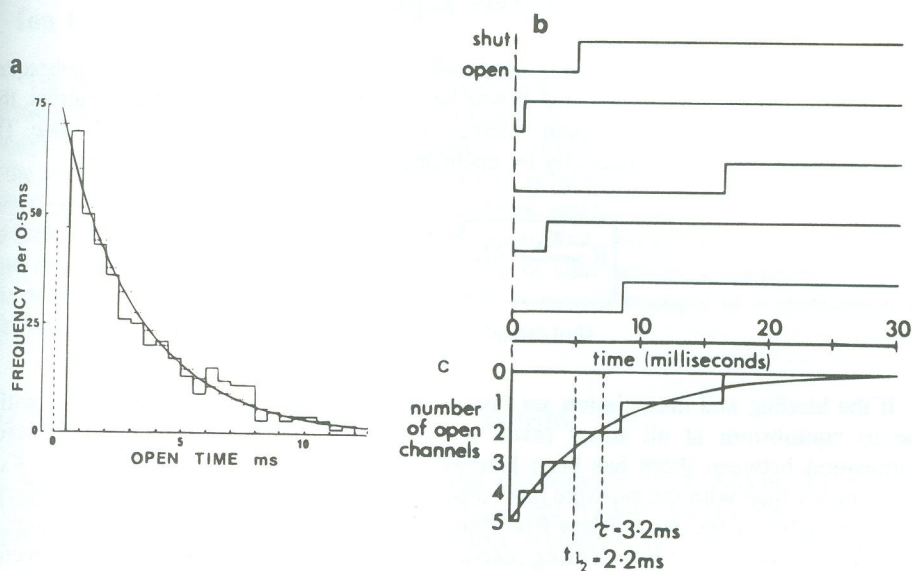 a
FREQUENCY per 0·5ms
75
50
25
0
0 5 10
OPEN TIME ms
b
shut
open
0 10 20 30
time (milliseconds)
c
number
of open
channels
0
1
2
3
4
5
τ=3·2ms
t½=2·2ms